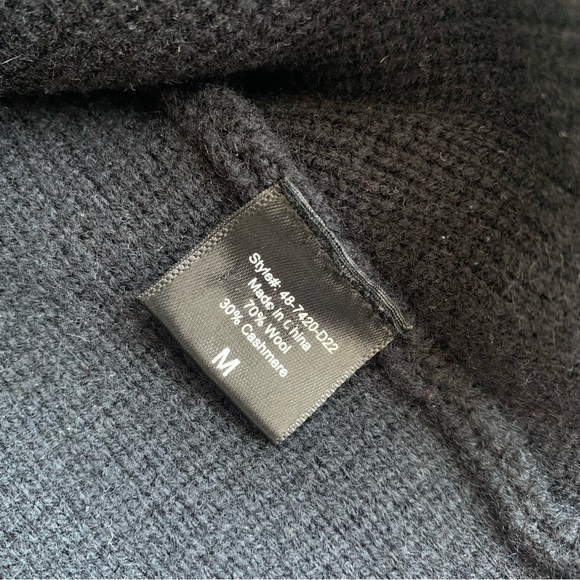 Style#: 48-7420-D22
Made in China
70% Wool
30% Cashmere
M